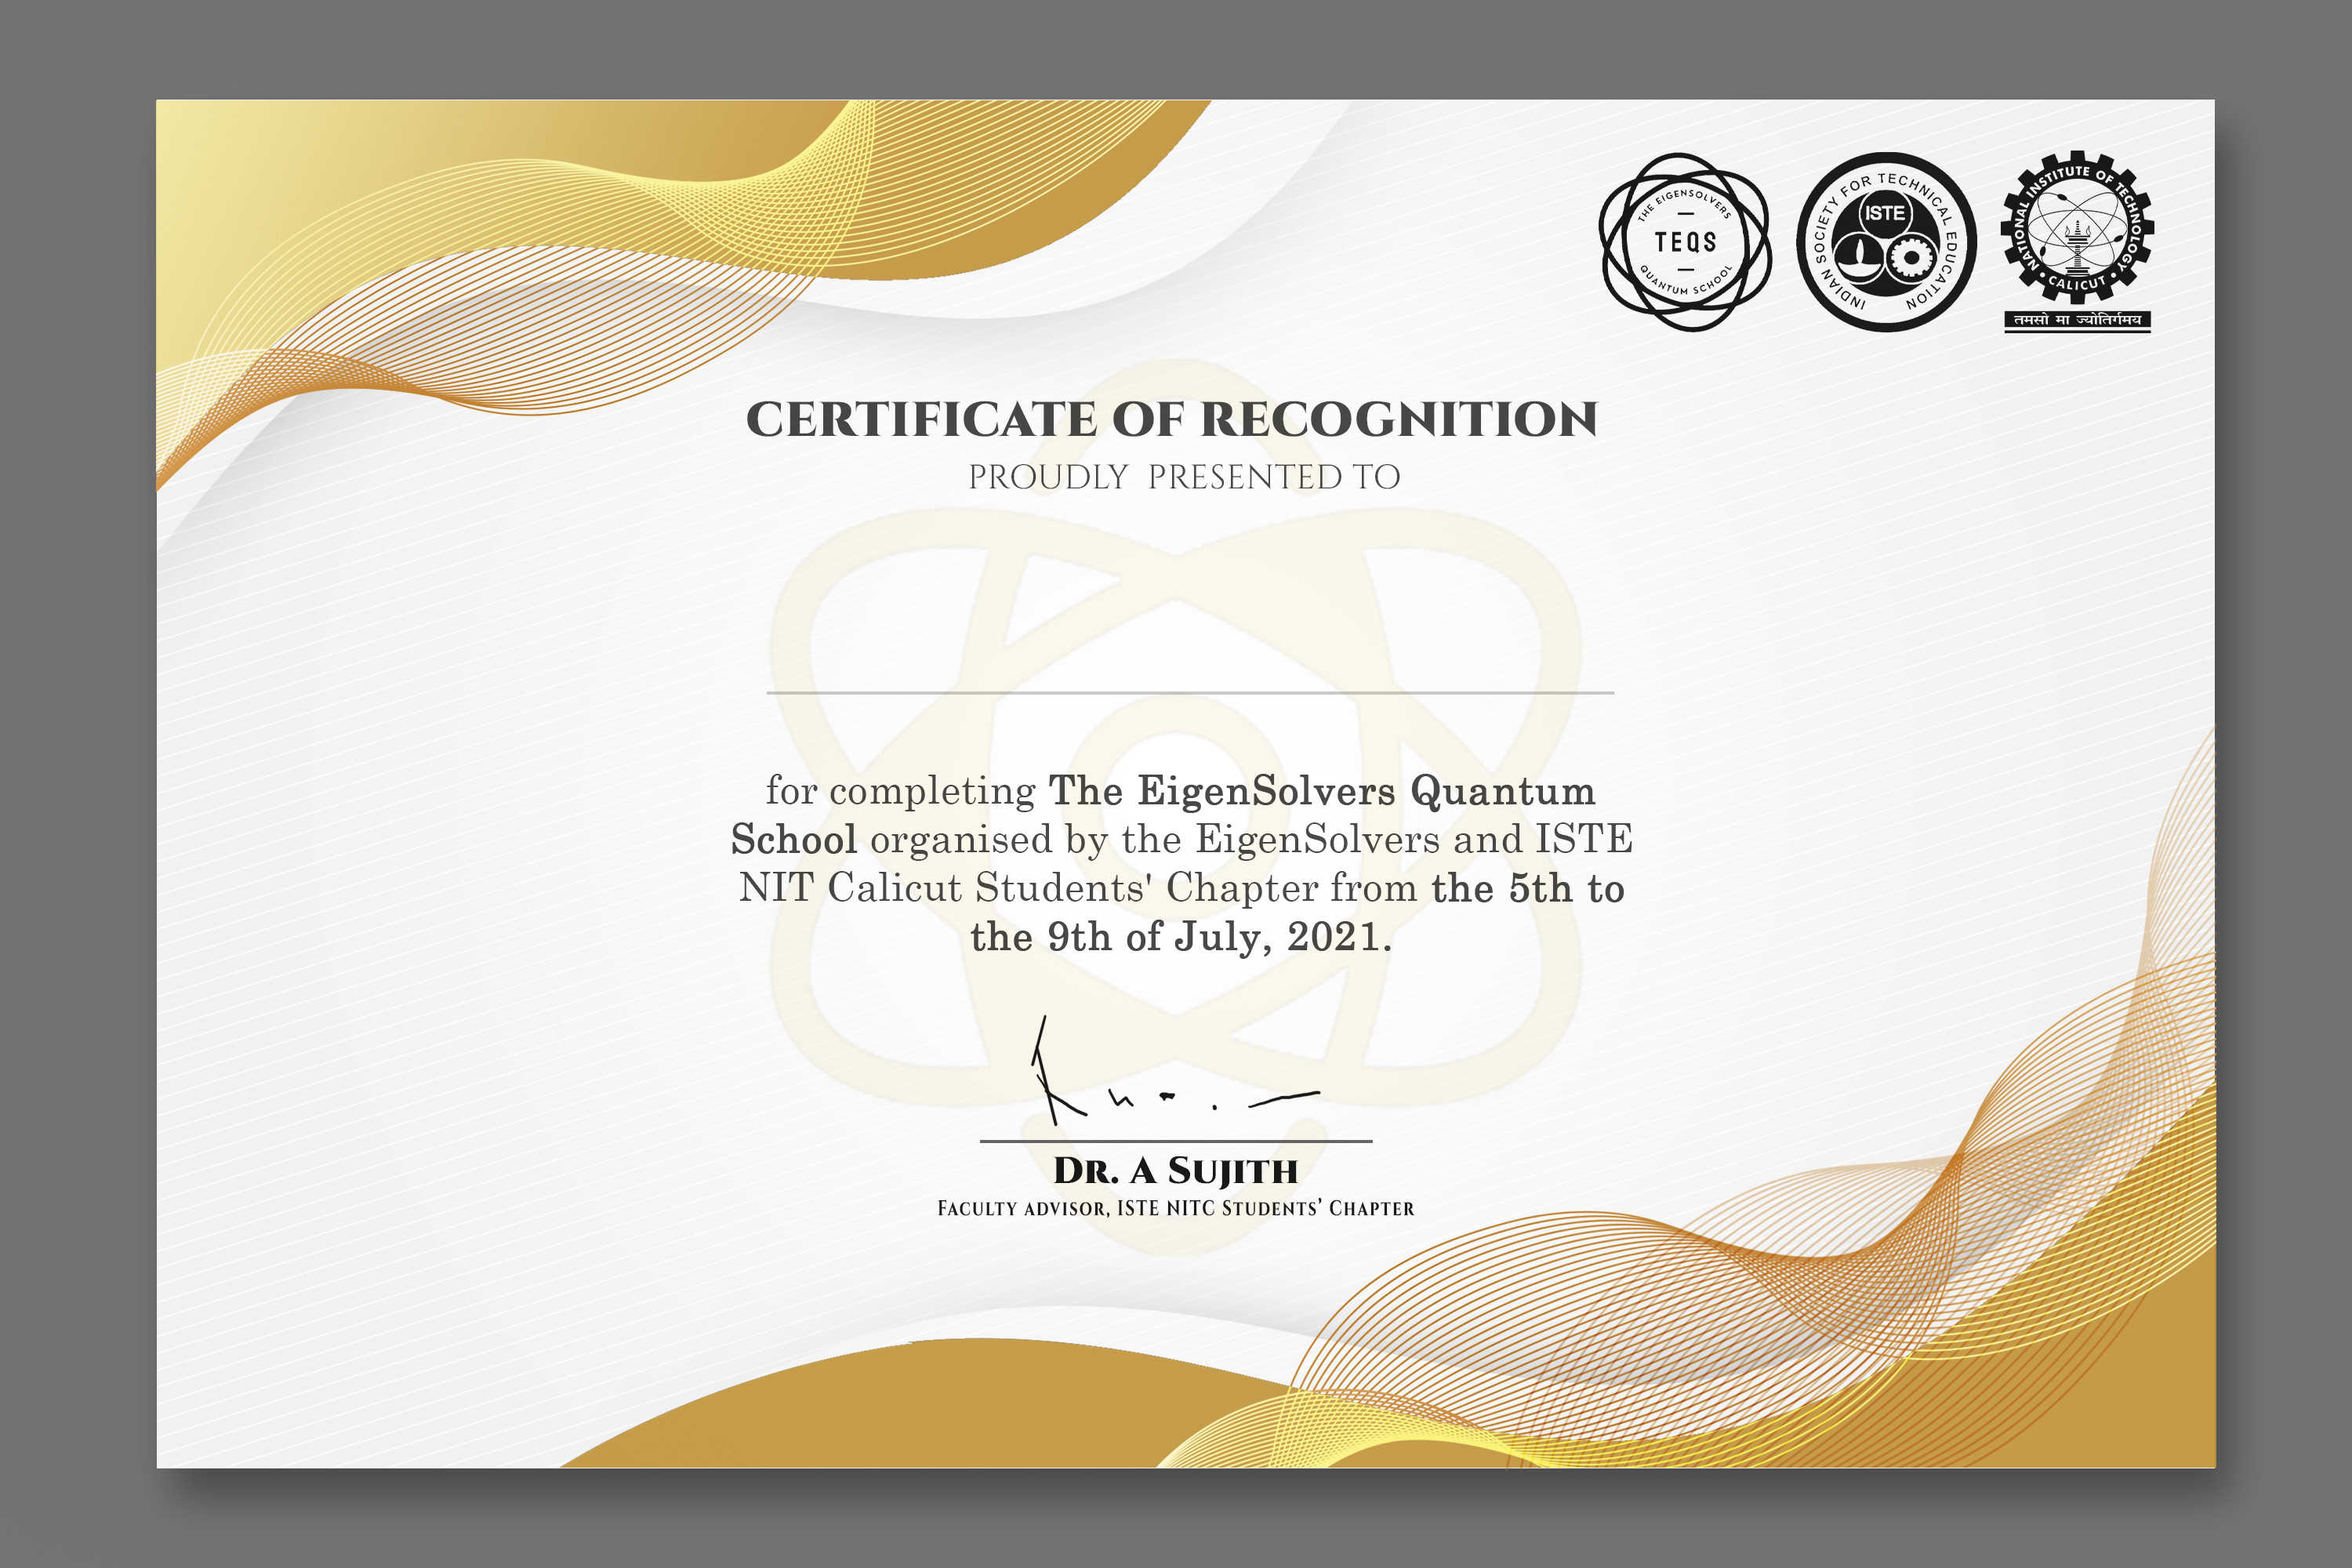 THE EIGENSOLVERS
TEQS
QUANTUM SCHOOL
INDIAN SOCIETY FOR TECHNICAL EDUCATION
ISTE
NATIONAL INSTITUTE OF TECHNOLOGY
• CALICUT •
तमसो मा ज्योतिर्गमय
CERTIFICATE OF RECOGNITION
PROUDLY PRESENTED TO
for completing The EigenSolvers Quantum
School organised by the EigenSolvers and ISTE
NIT Calicut Students' Chapter from the 5th to
the 9th of July, 2021.
DR. A SUJITH
FACULTY ADVISOR, ISTE NITC STUDENTS’ CHAPTER